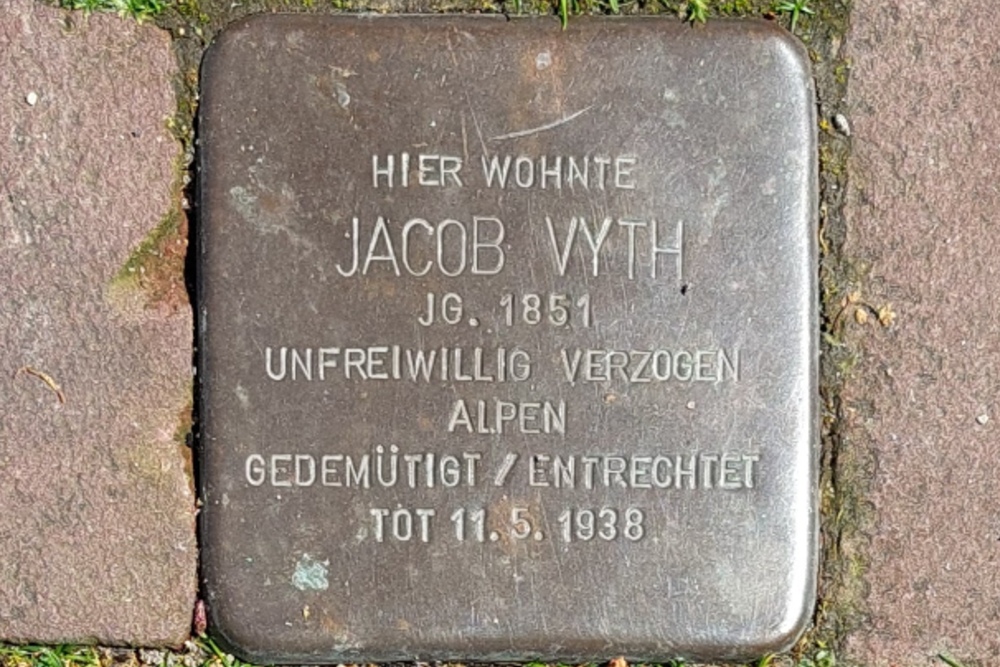 HIER WOHNTE
JACOB VYTH
JG. 1851
UNFREIWILLIG VERZOGEN
ALPEN
GEDEMÜTIGT / ENTRECHTET
TOT 11. 5. 1938